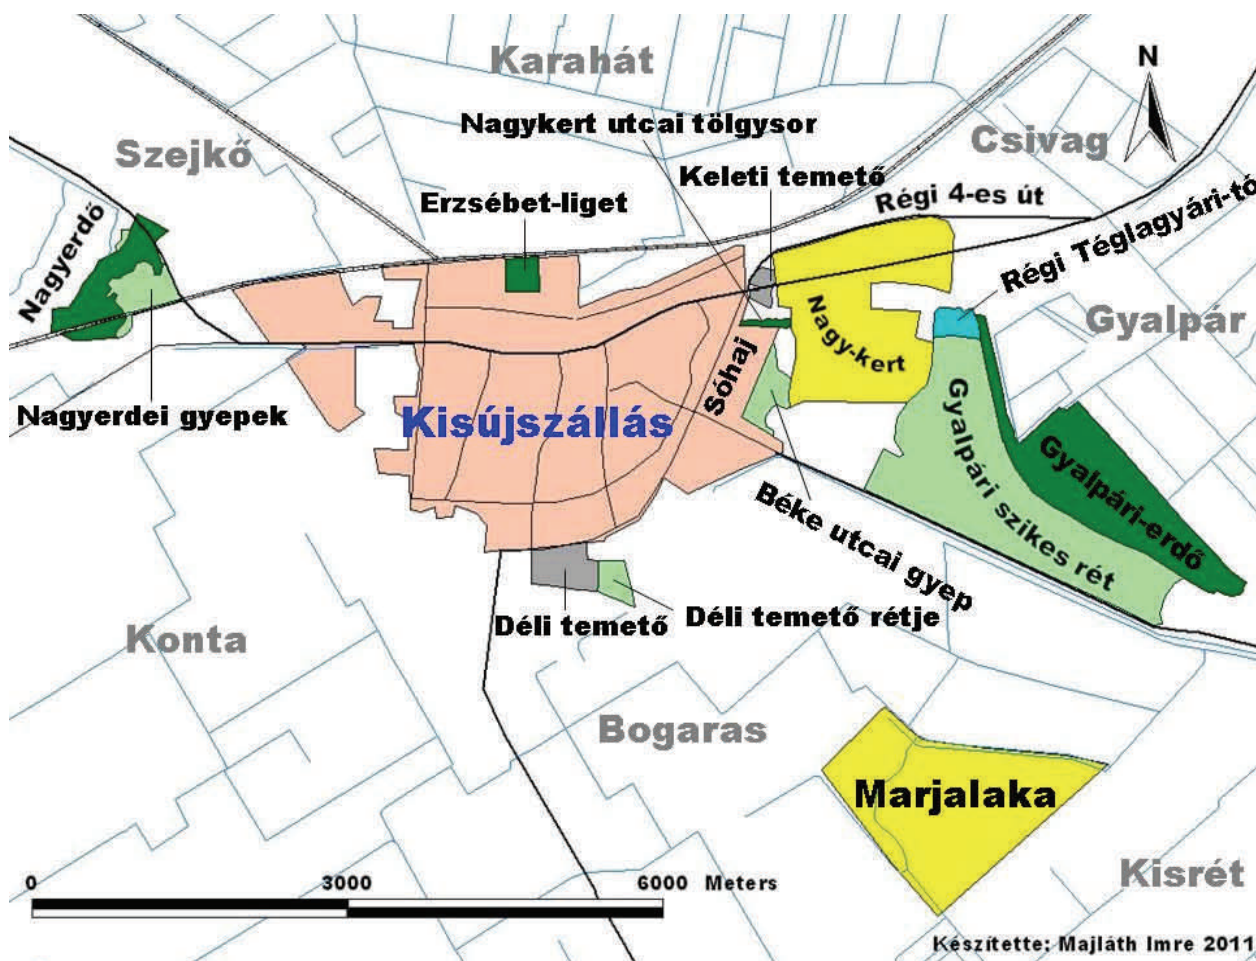 Karahát
N
Nagykert utcai tölgysor
Csivag
Szejkő
Keleti temető
Erzsébet-liget
Régi 4-es út
Régi Téglagyári-tó
Nagyerdő
Gyalpár
Nagy-kert
Sóhaj
Nagyerdei gyepek
Kisújszállás
Gyalpári szikes rét
Gyalpári-erdő
Béke utcai gyep
Déli temető
Déli temető rétje
Konta
Bogaras
Marjalaka
Kisrét
0 3000 6000 Meters
Készítette: Majláth Imre 2011